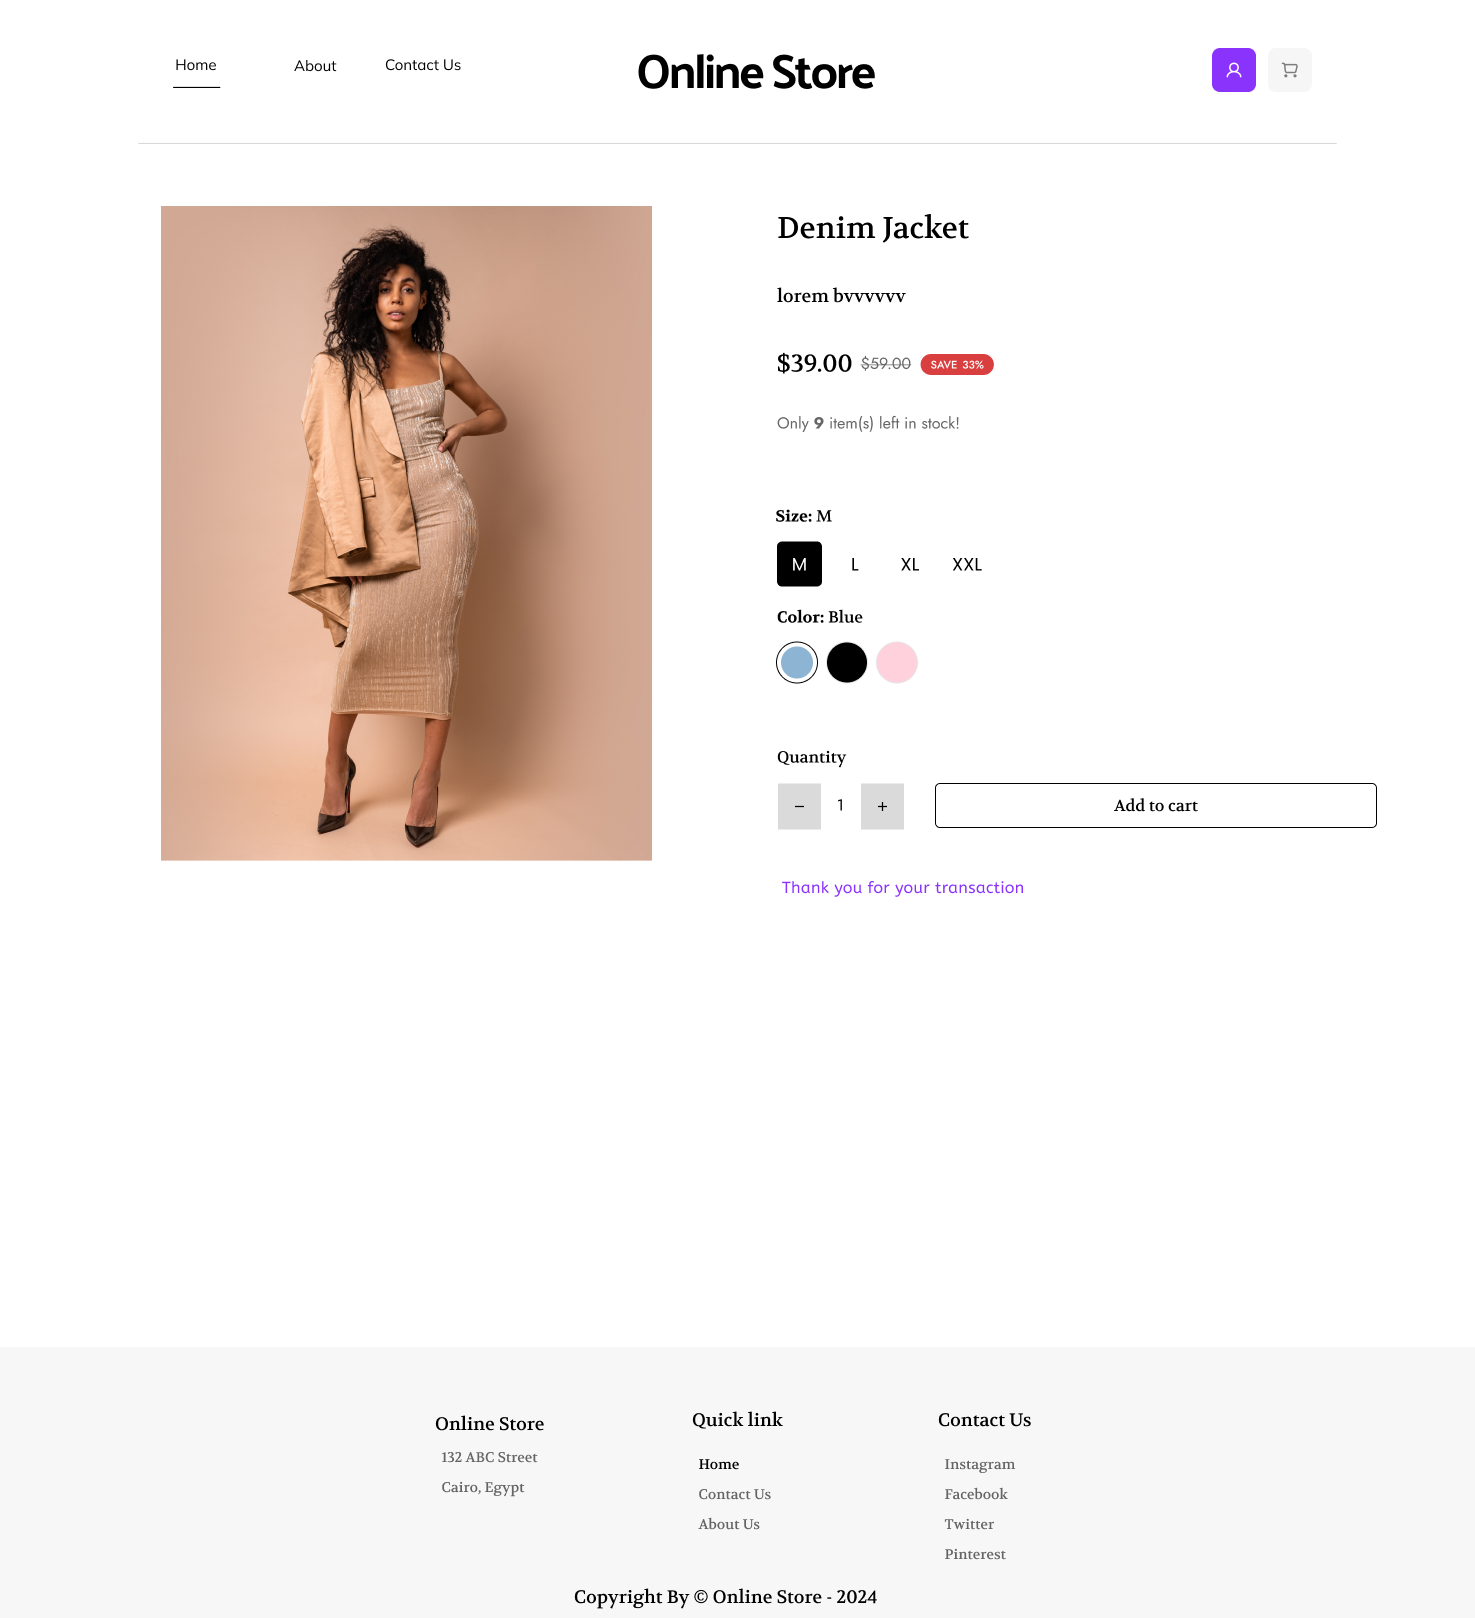 Home About Contact Us Online Store
Denim Jacket
lorem bvvvvvv
$39.00 $59.00 SAVE 33%
Only 9 item(s) left in stock!
Size: M
M L XL XXL
Color: Blue
Quantity
− 1 + Add to cart
Thank you for your transaction
Online Store
132 ABC Street
Cairo, Egypt
Quick link
Home
Contact Us
About Us
Contact Us
Instagram
Facebook
Twitter
Pinterest
Copyright By © Online Store - 2024